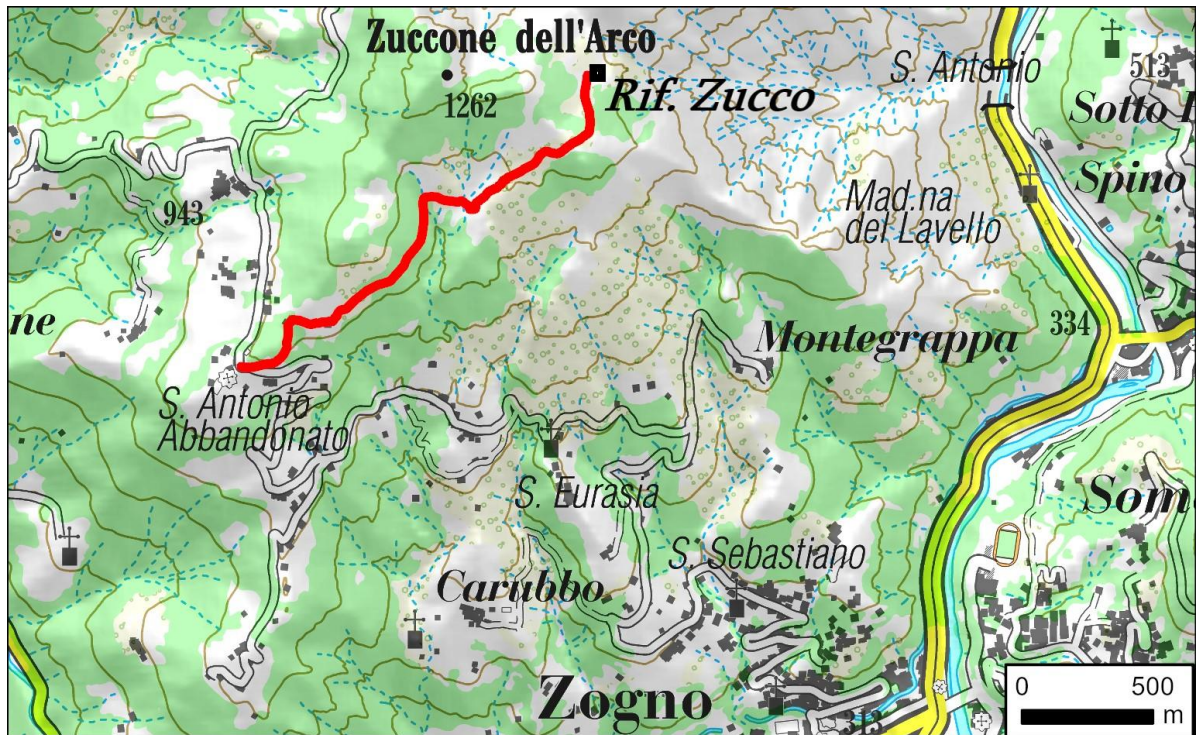 Zuccone dell'Arco
1262
Rif. Zucco
S. Antonio
513
Sotto
Spino
943
Mad.na
del Lavello
ne
Montegrappa
334
S. Antonio
Abbandonato
S. Eurasia
Som
S. Sebastiano
Carubbo
Zogno
313
0 500
m